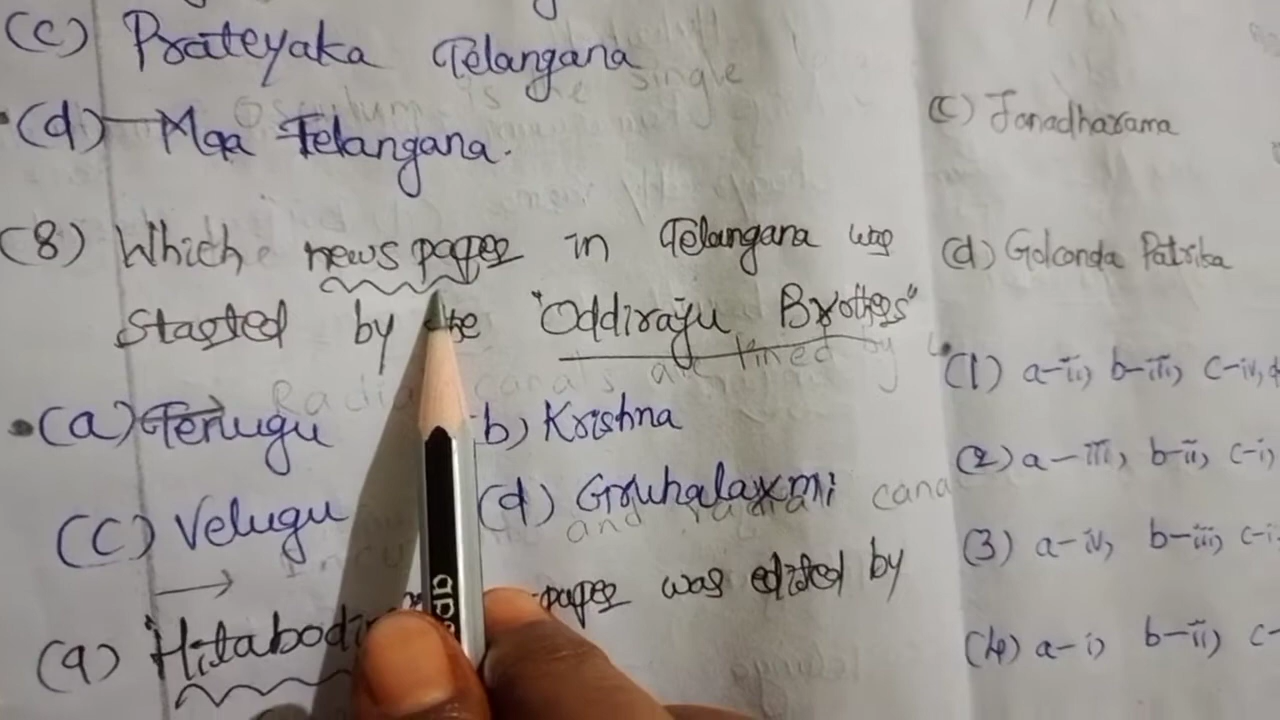 (c) Prateyaka Telangana
(d) Maa Telangana.
(8) Which news paper in Telangana was
started by the "Oddiraju Brothers"
(a) Tenugu b) Krishna
(c) Velugu (d) Gruhalaxmi
(9) Hitabodi paper was edited by
(c) Janadharama
(d) Golconda Patrika
(1) a-ii, b-iii, c-iv,
(2) a-iii, b-ii, c-i,
(3) a-iv, b-iii, c-i
(4) a-i, b-ii, c-